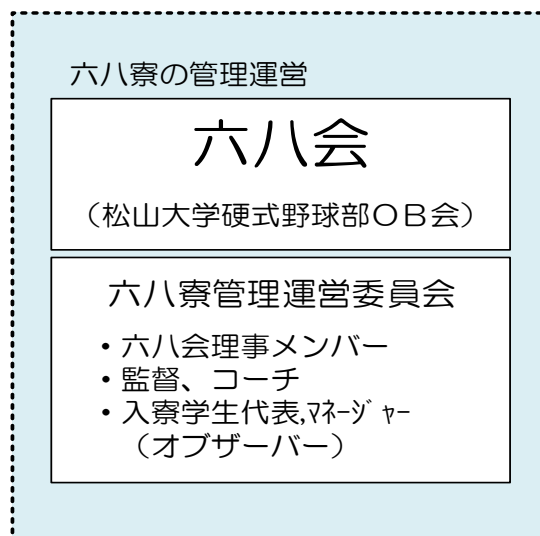 六八寮の管理運営
六八会
（松山大学硬式野球部ＯＢ会）
六八寮管理運営委員会
・六八会理事メンバー
・監督、コーチ
・入寮学生代表,ﾏﾈｰｼﾞｬｰ
（オブザーバー）